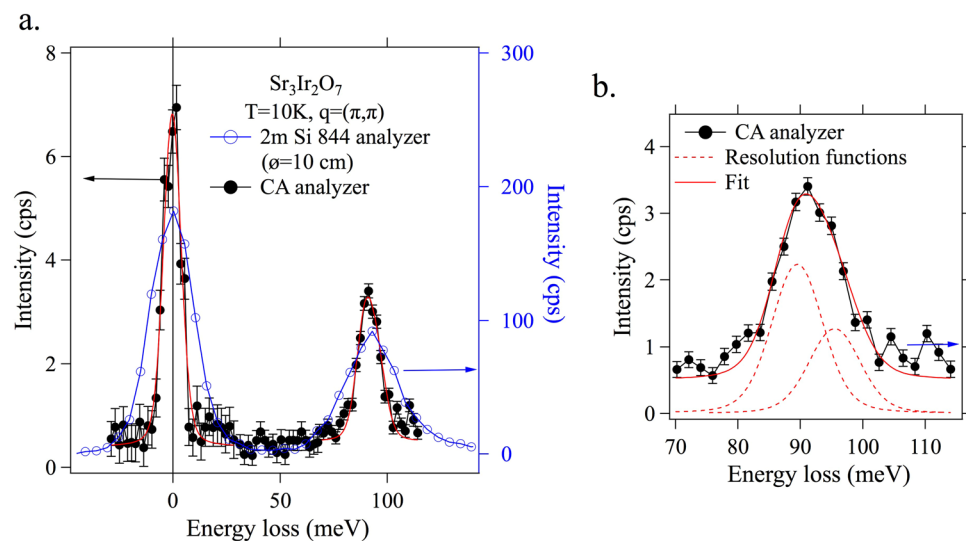 a.
8
6
4
2
0
Intensity (cps)
300
200
100
0
Intensity (cps)
Sr3Ir2O7
T=10K, q=(π,π)
2m Si 844 analyzer
(ø=10 cm)
CA analyzer
0
50
100
Energy loss (meV)
b.
4
3
2
1
0
Intensity (cps)
CA analyzer
Resolution functions
Fit
70
80
90
100
110
Energy loss (meV)